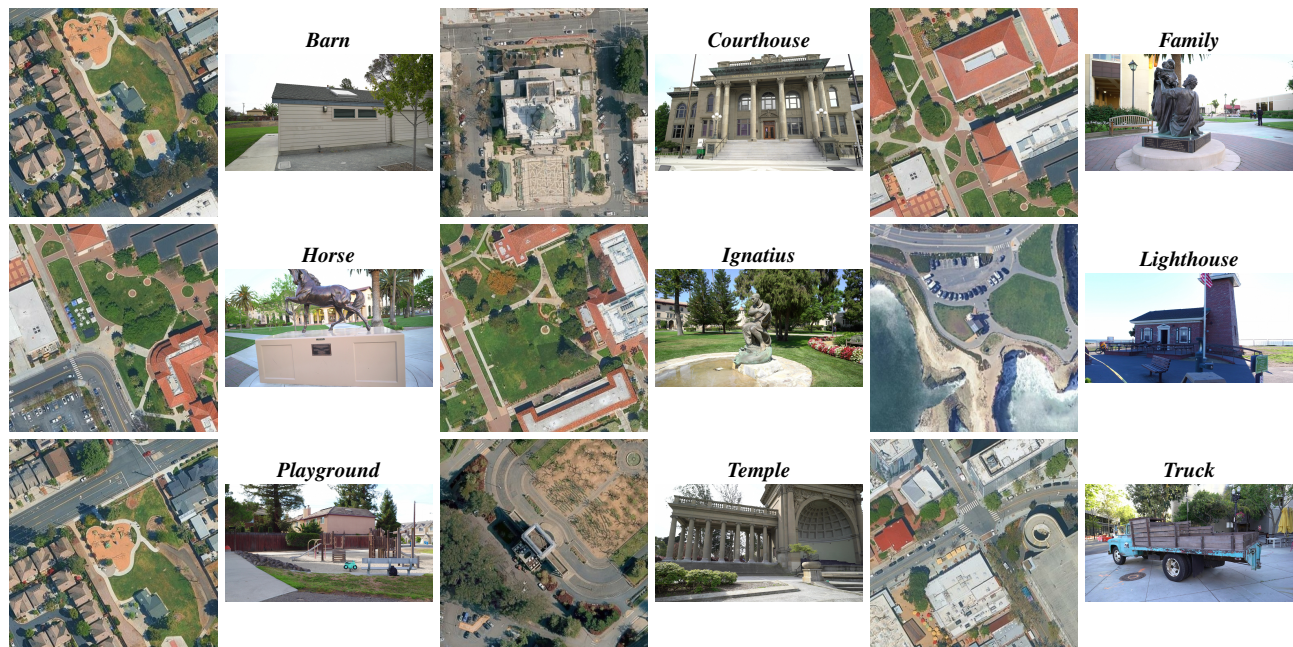 Barn
Courthouse
Family
Horse
Ignatius
Lighthouse
Playground
Temple
Truck